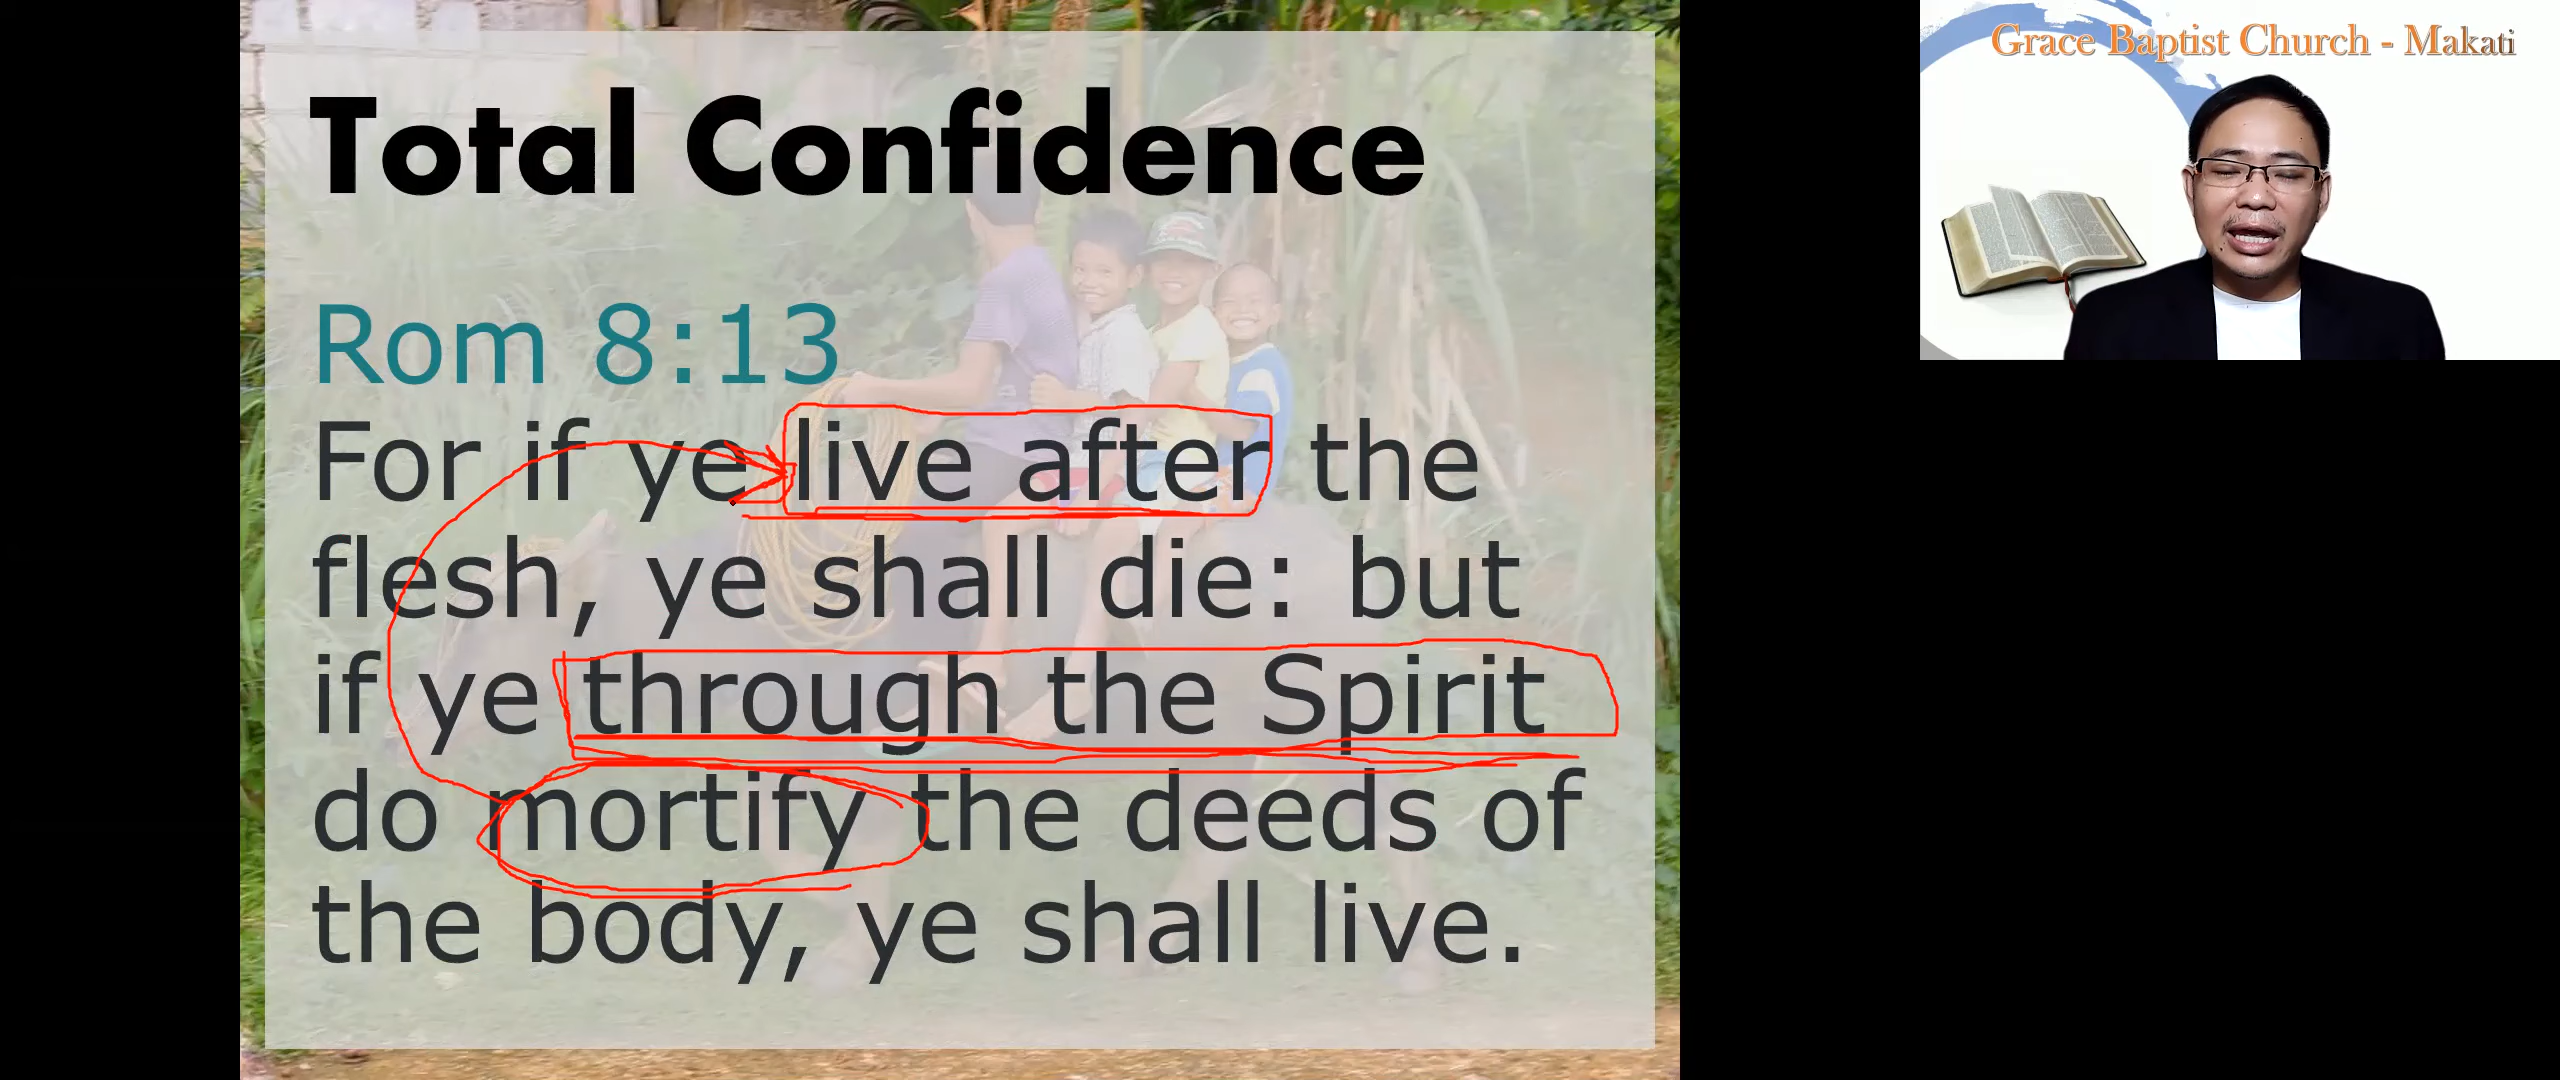 Total Confidence
Rom 8:13
For if ye live after the
flesh, ye shall die: but
if ye through the Spirit
do mortify the deeds of
the body, ye shall live.
Grace Baptist Church - Makati